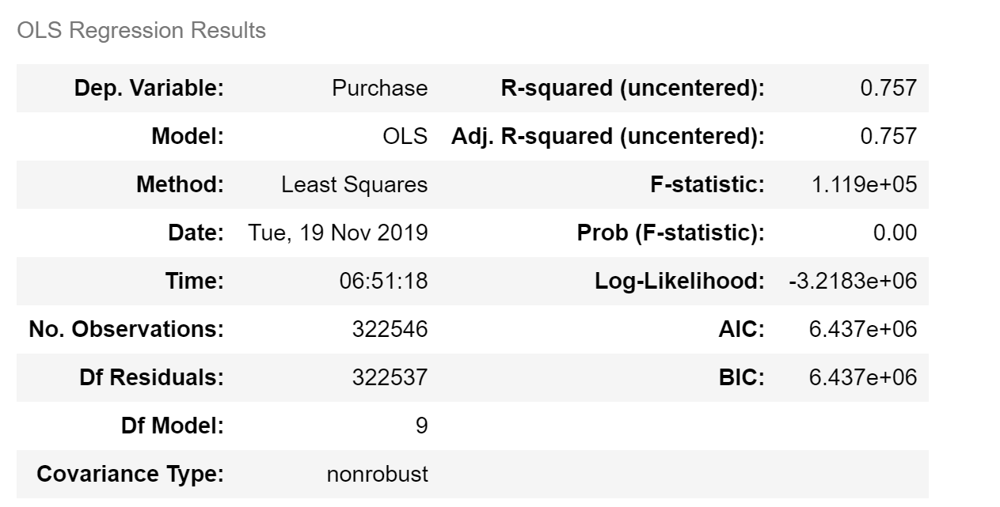 OLS Regression Results
Dep. Variable: Purchase R-squared (uncentered): 0.757
Model: OLS Adj. R-squared (uncentered): 0.757
Method: Least Squares F-statistic: 1.119e+05
Date: Tue, 19 Nov 2019 Prob (F-statistic): 0.00
Time: 06:51:18 Log-Likelihood: -3.2183e+06
No. Observations: 322546 AIC: 6.437e+06
Df Residuals: 322537 BIC: 6.437e+06
Df Model: 9
Covariance Type: nonrobust